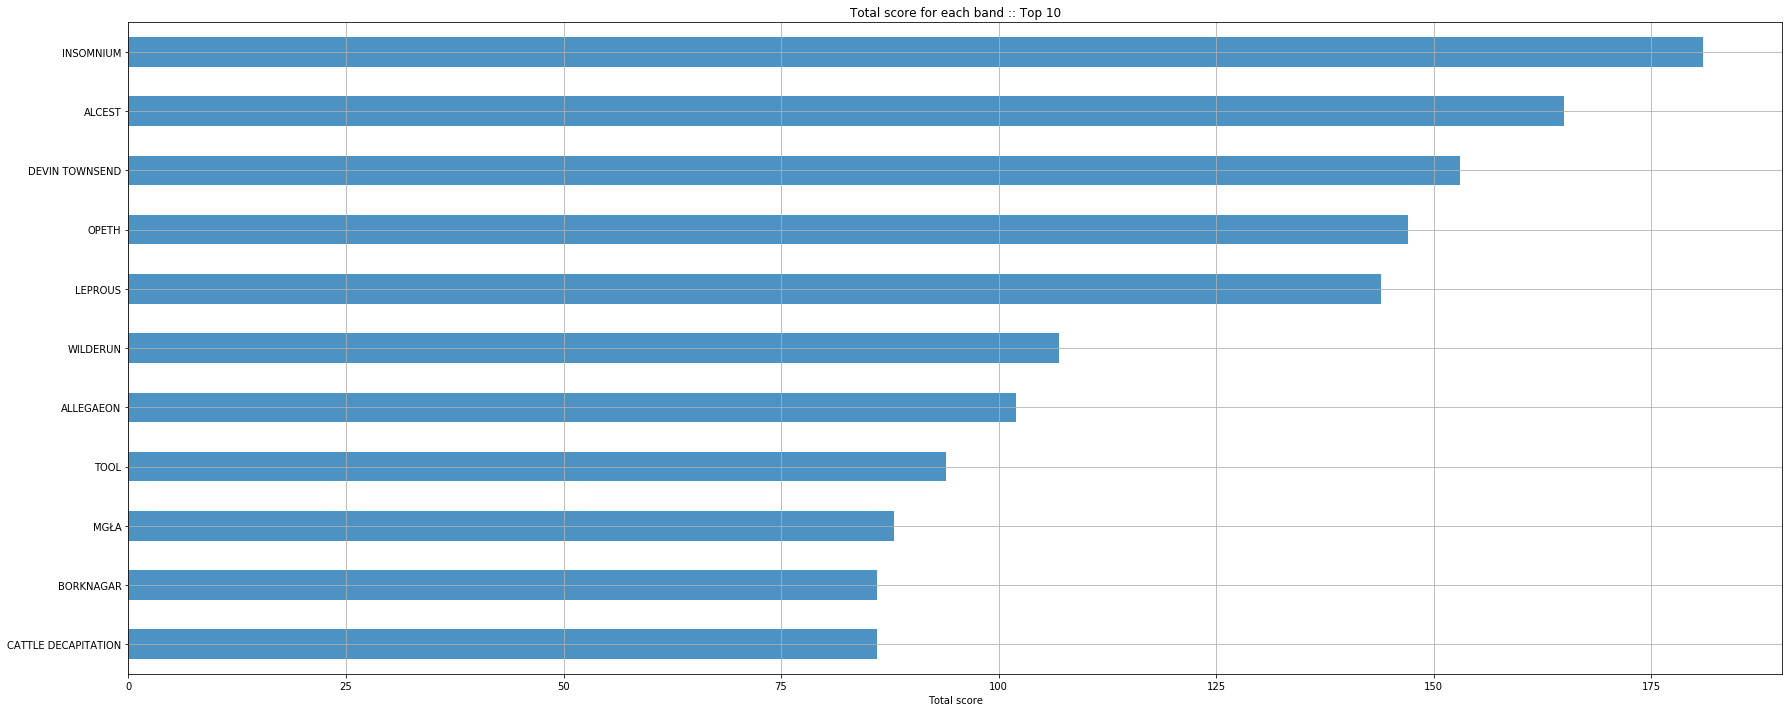 Total score for each band :: Top 10
INSOMNIUM
ALCEST
DEVIN TOWNSEND
OPETH
LEPROUS
WILDERUN
ALLEGAEON
TOOL
MGŁA
BORKNAGAR
CATTLE DECAPITATION
0 25 50 75 100 125 150 175
Total score